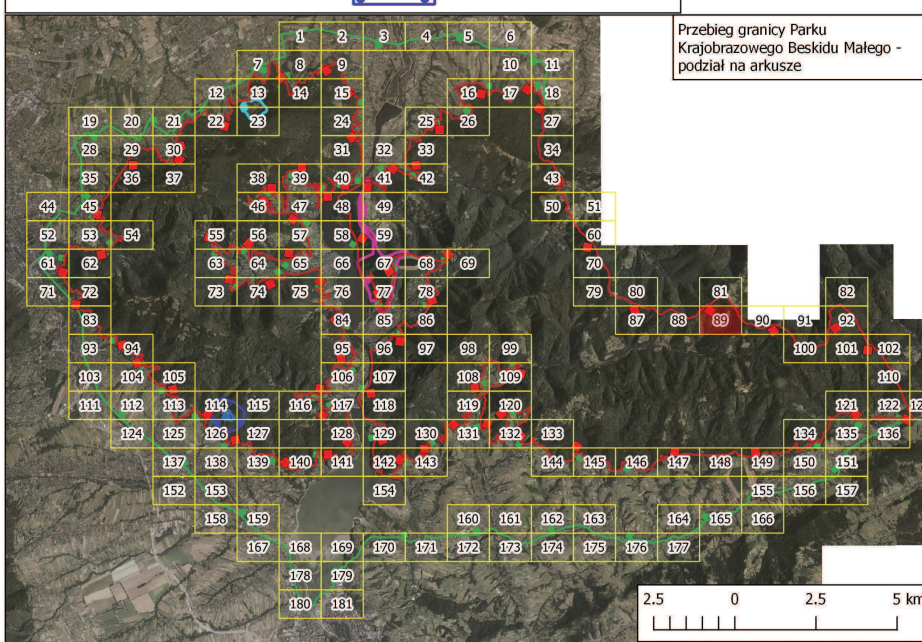 Przebieg granicy Parku
Krajobrazowego Beskidu Małego -
podział na arkusze
1 2 3 4 5 6
7 8 9 10 11
12 13 14 15 16 17 18
19 20 21 22 23 24 25 26 27
28 29 30 31 32 33 34
35 36 37 38 39 40 41 42 43
44 45 46 47 48 49 50 51
52 53 54 55 56 57 58 59 60
61 62 63 64 65 66 67 68 69 70
71 72 73 74 75 76 77 78 79 80 81 82
83 84 85 86 87 88 89 90 91 92
93 94 95 96 97 98 99 100 101 102
103 104 105 106 107 108 109 110
111 112 113 114 115 116 117 118 119 120 121 122
124 125 126 127 128 129 130 131 132 133 134 135 136
137 138 139 140 141 142 143 144 145 146 147 148 149 150 151
152 153 154 155 156 157
158 159 160 161 162 163 164 165 166
167 168 169 170 171 172 173 174 175 176 177
178 179
180 181
2.5 0 2.5 5 km